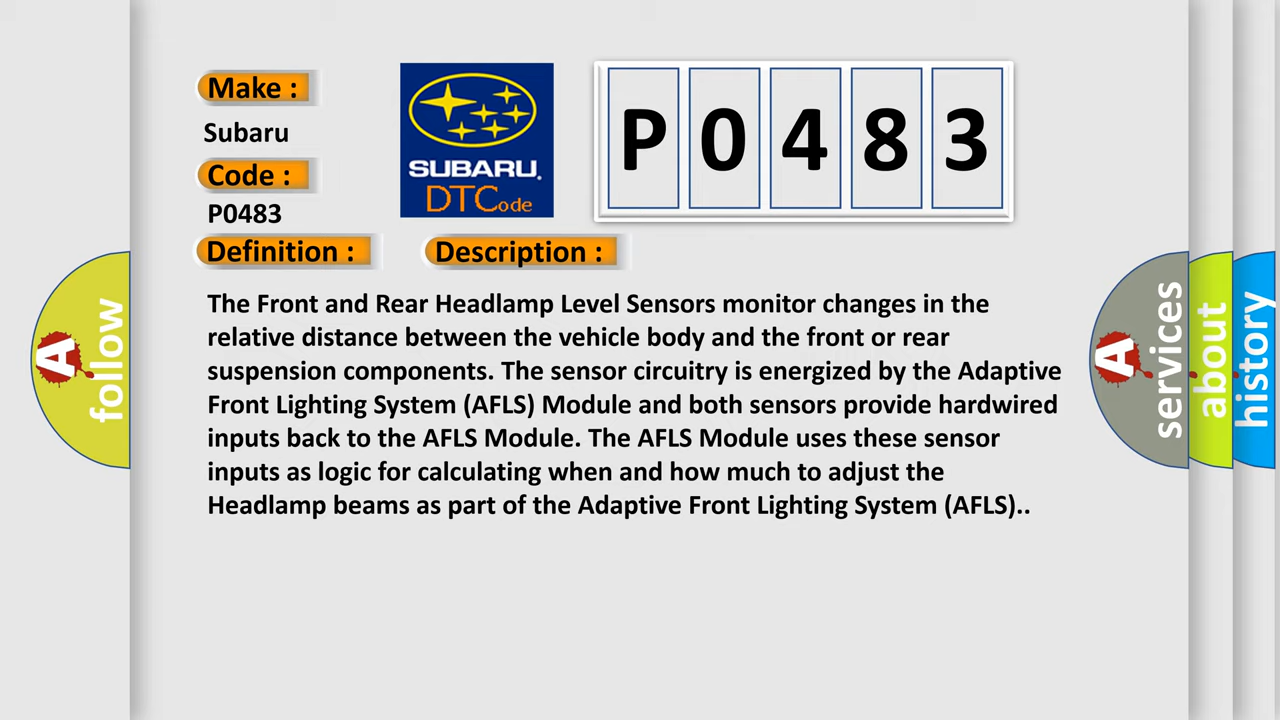 Make :
Subaru
Code :
P0483
Definition :
Description :
SUBARU.
DTCode
P0483
The Front and Rear Headlamp Level Sensors monitor changes in the
relative distance between the vehicle body and the front or rear
suspension components. The sensor circuitry is energized by the Adaptive
Front Lighting System (AFLS) Module and both sensors provide hardwired
inputs back to the AFLS Module. The AFLS Module uses these sensor
inputs as logic for calculating when and how much to adjust the
Headlamp beams as part of the Adaptive Front Lighting System (AFLS)..
A
follow
A
services
about
history